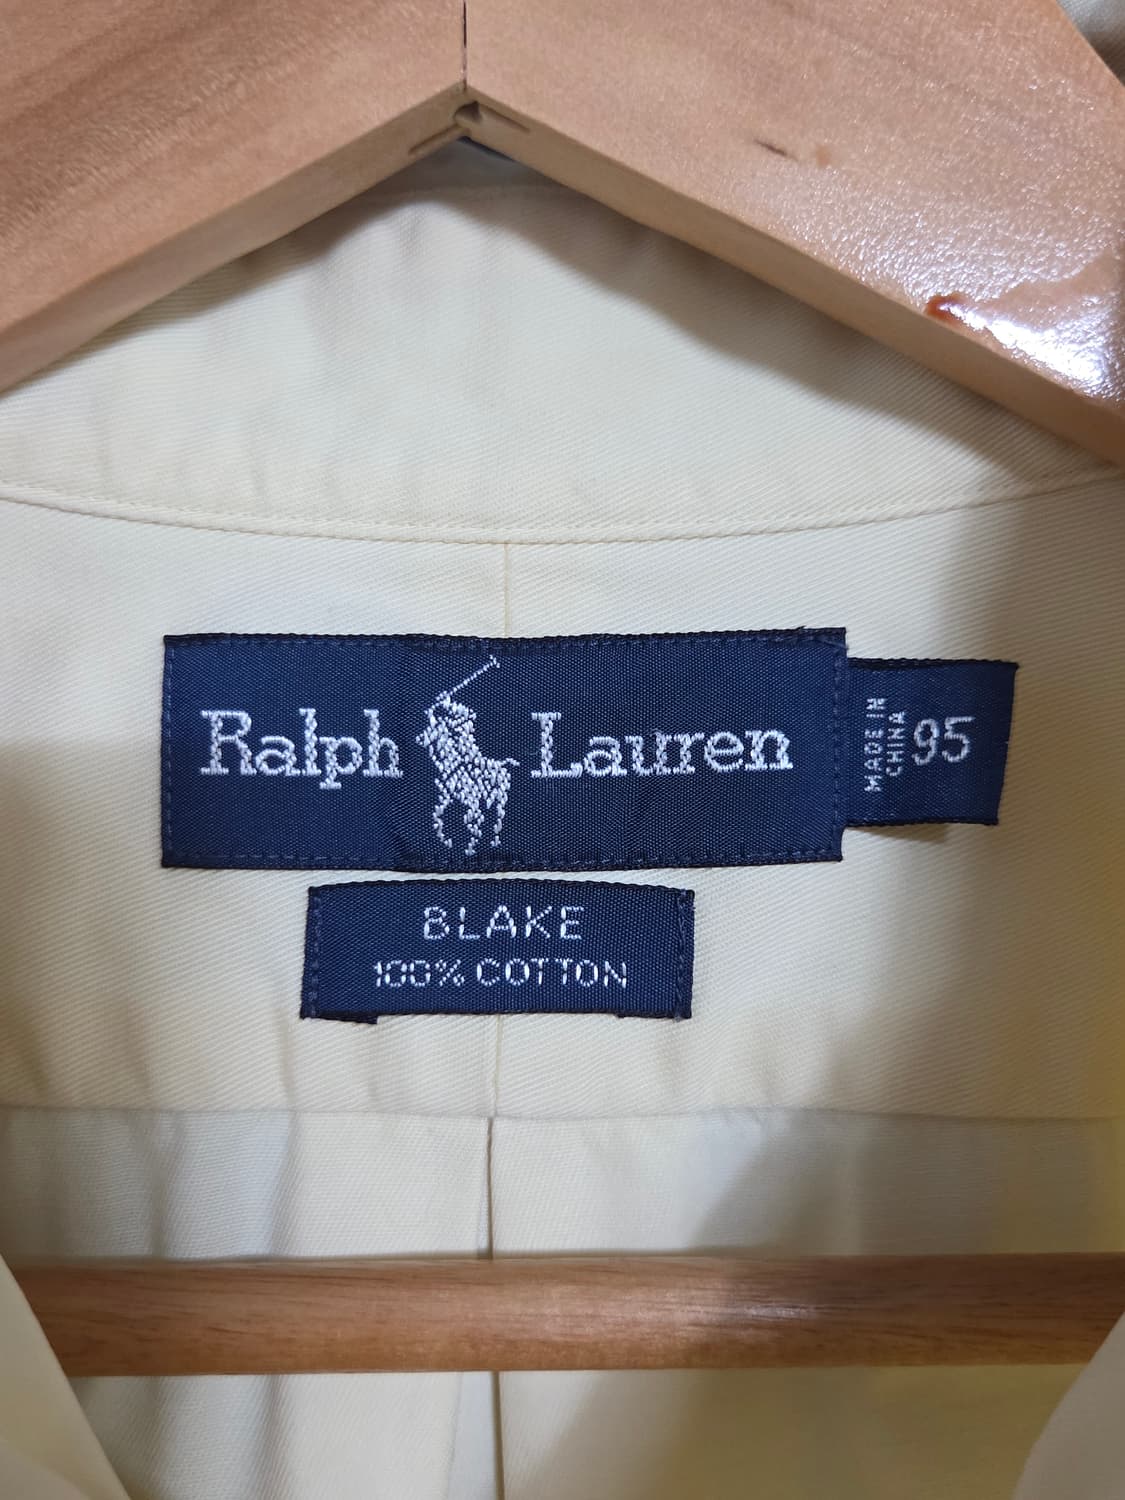 Ralph Lauren
MADE IN
CHINA
95
BLAKE
100% COTTON